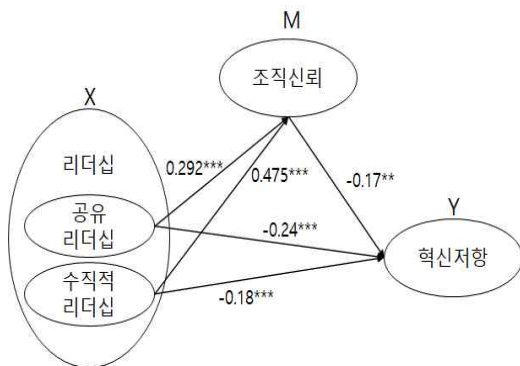 M
조직신뢰
X
리더십
0.292***
0.475***
-0.17**
공유
리더십
-0.24***
Y
혁신저항
수직적
리더십
-0.18***